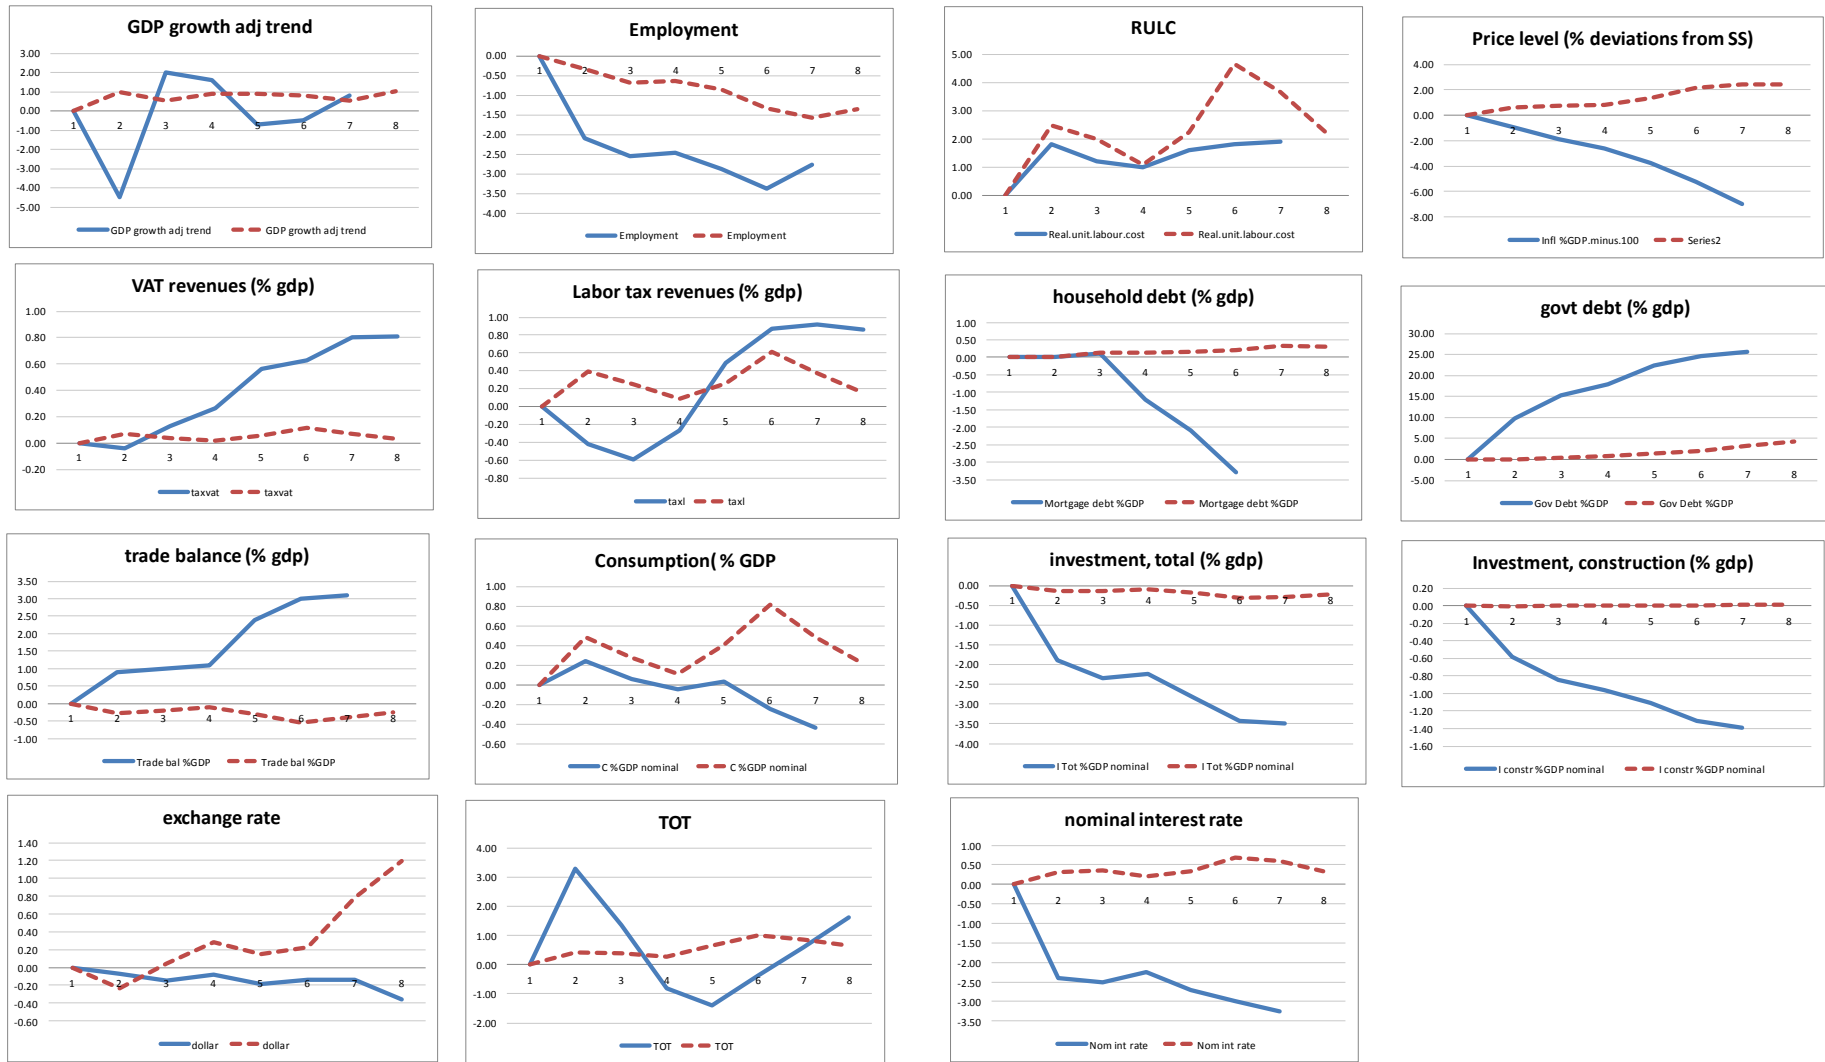 GDP growth adj trend
3.00
2.00
1.00
0.00
-1.00
-2.00
-3.00
-4.00
-5.00
1 2 3 4 5 6 7 8
GDP growth adj trend GDP growth adj trend
Employment
0.00
-0.50
-1.00
-1.50
-2.00
-2.50
-3.00
-3.50
-4.00
1 2 3 4 5 6 7 8
Employment Employment
RULC
5.00
4.00
3.00
2.00
1.00
0.00
1 2 3 4 5 6 7 8
Real.unit.labour.cost Real.unit.labour.cost
Price level (% deviations from SS)
4.00
2.00
0.00
-2.00
-4.00
-6.00
-8.00
1 2 3 4 5 6 7 8
Infl %GDP.minus.100 Series2
VAT revenues (% gdp)
1.00
0.80
0.60
0.40
0.20
0.00
-0.20
1 2 3 4 5 6 7 8
taxvat taxvat
Labor tax revenues (% gdp)
1.00
0.80
0.60
0.40
0.20
0.00
-0.20
-0.40
-0.60
-0.80
1 2 3 4 5 6 7 8
taxl taxl
household debt (% gdp)
1.00
0.50
0.00
-0.50
-1.00
-1.50
-2.00
-2.50
-3.00
-3.50
1 2 3 4 5 6 7 8
Mortgage debt %GDP Mortgage debt %GDP
govt debt (% gdp)
30.00
25.00
20.00
15.00
10.00
5.00
0.00
-5.00
1 2 3 4 5 6 7 8
Gov Debt %GDP Gov Debt %GDP
trade balance (% gdp)
3.50
3.00
2.50
2.00
1.50
1.00
0.50
0.00
-0.50
-1.00
1 2 3 4 5 6 7 8
Trade bal %GDP Trade bal %GDP
Consumption( % GDP
1.00
0.80
0.60
0.40
0.20
0.00
-0.20
-0.40
-0.60
1 2 3 4 5 6 7 8
C %GDP nominal C %GDP nominal
investment, total (% gdp)
0.00
-0.50
-1.00
-1.50
-2.00
-2.50
-3.00
-3.50
-4.00
1 2 3 4 5 6 7 8
I Tot %GDP nominal I Tot %GDP nominal
Investment, construction (% gdp)
0.20
0.00
-0.20
-0.40
-0.60
-0.80
-1.00
-1.20
-1.40
-1.60
1 2 3 4 5 6 7 8
I constr %GDP nominal I constr %GDP nominal
exchange rate
1.40
1.20
1.00
0.80
0.60
0.40
0.20
0.00
-0.20
-0.40
-0.60
1 2 3 4 5 6 7 8
dollar dollar
TOT
4.00
3.00
2.00
1.00
0.00
-1.00
-2.00
1 2 3 4 5 6 7 8
TOT TOT
nominal interest rate
1.00
0.50
0.00
-0.50
-1.00
-1.50
-2.00
-2.50
-3.00
-3.50
1 2 3 4 5 6 7 8
Nom int rate Nom int rate